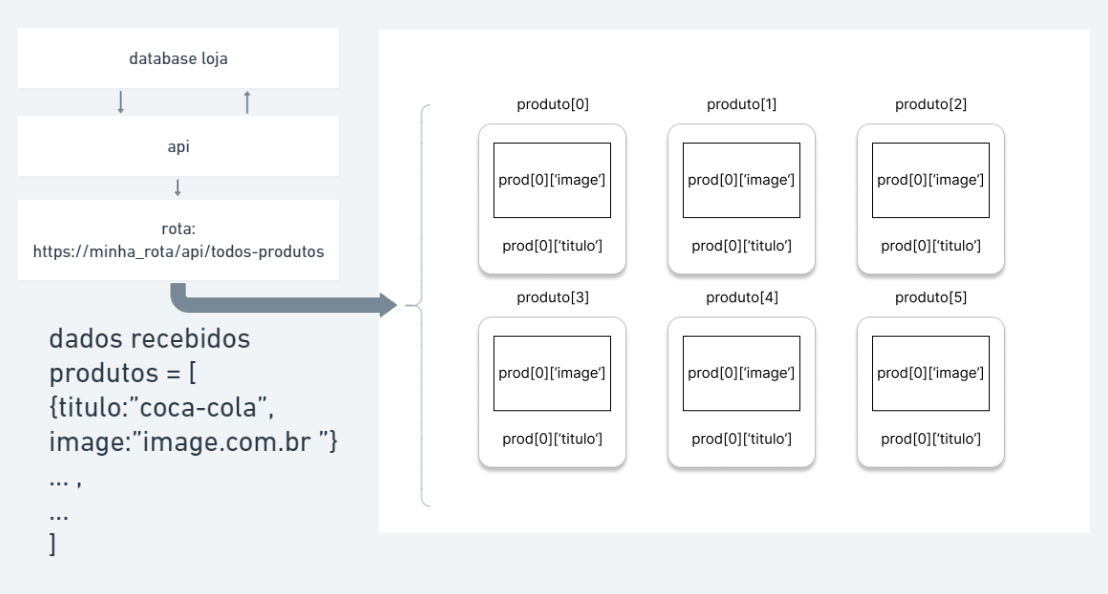 database loja
api
rota:
https://minha_rota/api/todos-produtos
dados recebidos
produtos = [
{titulo:”coca-cola”,
image:”image.com.br ”}
... ,
...
]
produto[0]
prod[0][‘image’]
prod[0][‘titulo’]
produto[1]
prod[0][‘image’]
prod[0][‘titulo’]
produto[2]
prod[0][‘image’]
prod[0][‘titulo’]
produto[3]
prod[0][‘image’]
prod[0][‘titulo’]
produto[4]
prod[0][‘image’]
prod[0][‘titulo’]
produto[5]
prod[0][‘image’]
prod[0][‘titulo’]